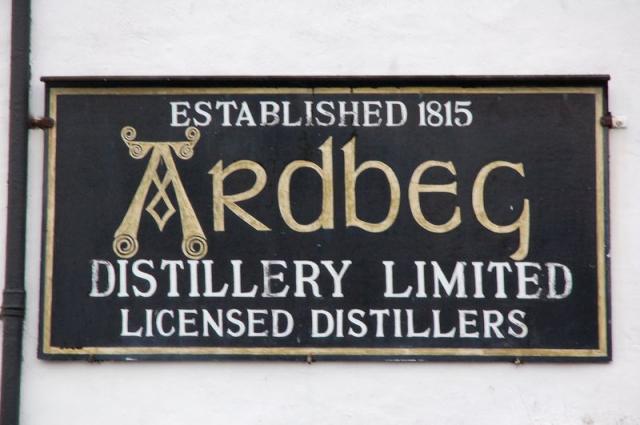 ESTABLISHED 1815
Ardbeg
DISTILLERY LIMITED
LICENSED DISTILLERS